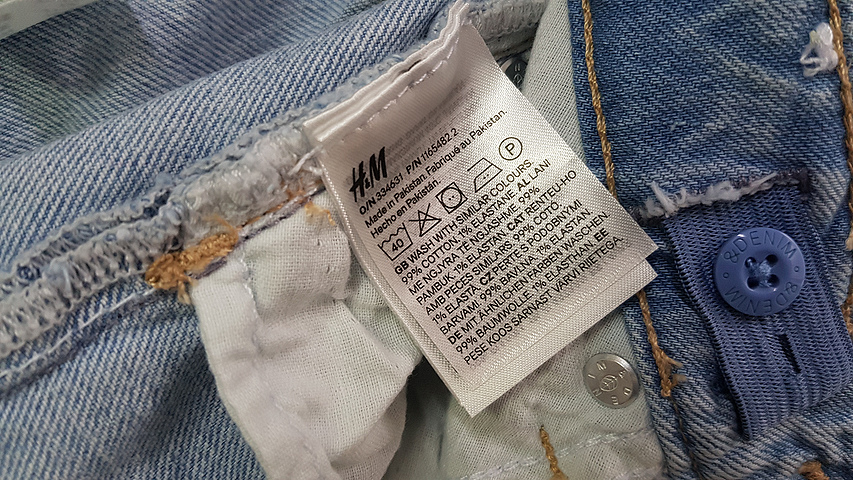 H&M
O/N 334631 P/N 1165482.2
Made in Pakistan. Fabriqué au Pakistan.
Hecho en Pakistán.
40
P
GB WASH WITH SIMILAR COLOURS.
99% COTTON, 1% ELASTANE AL LANI
ME NGJYRA TË NGJASHME 99%
PAMBUK, 1% ELASTAN. CAT RENTEU-HO
AMB PEÇES SIMILARS. 99% COTÓ.
1% ELASTÀ. CZ PERTE S PODOBNÝMI
BARVAMI. 99% BAVLNA 1% ELASTAN.
DE MIT ÄHNLICHEN FARBEN WASCHEN.
99% BAUMWOLLE. 1% ELASTHAN. EE
PESE KOOS SARNAST VÄRVI RIIETEGA.
&DENIM
&DENIM